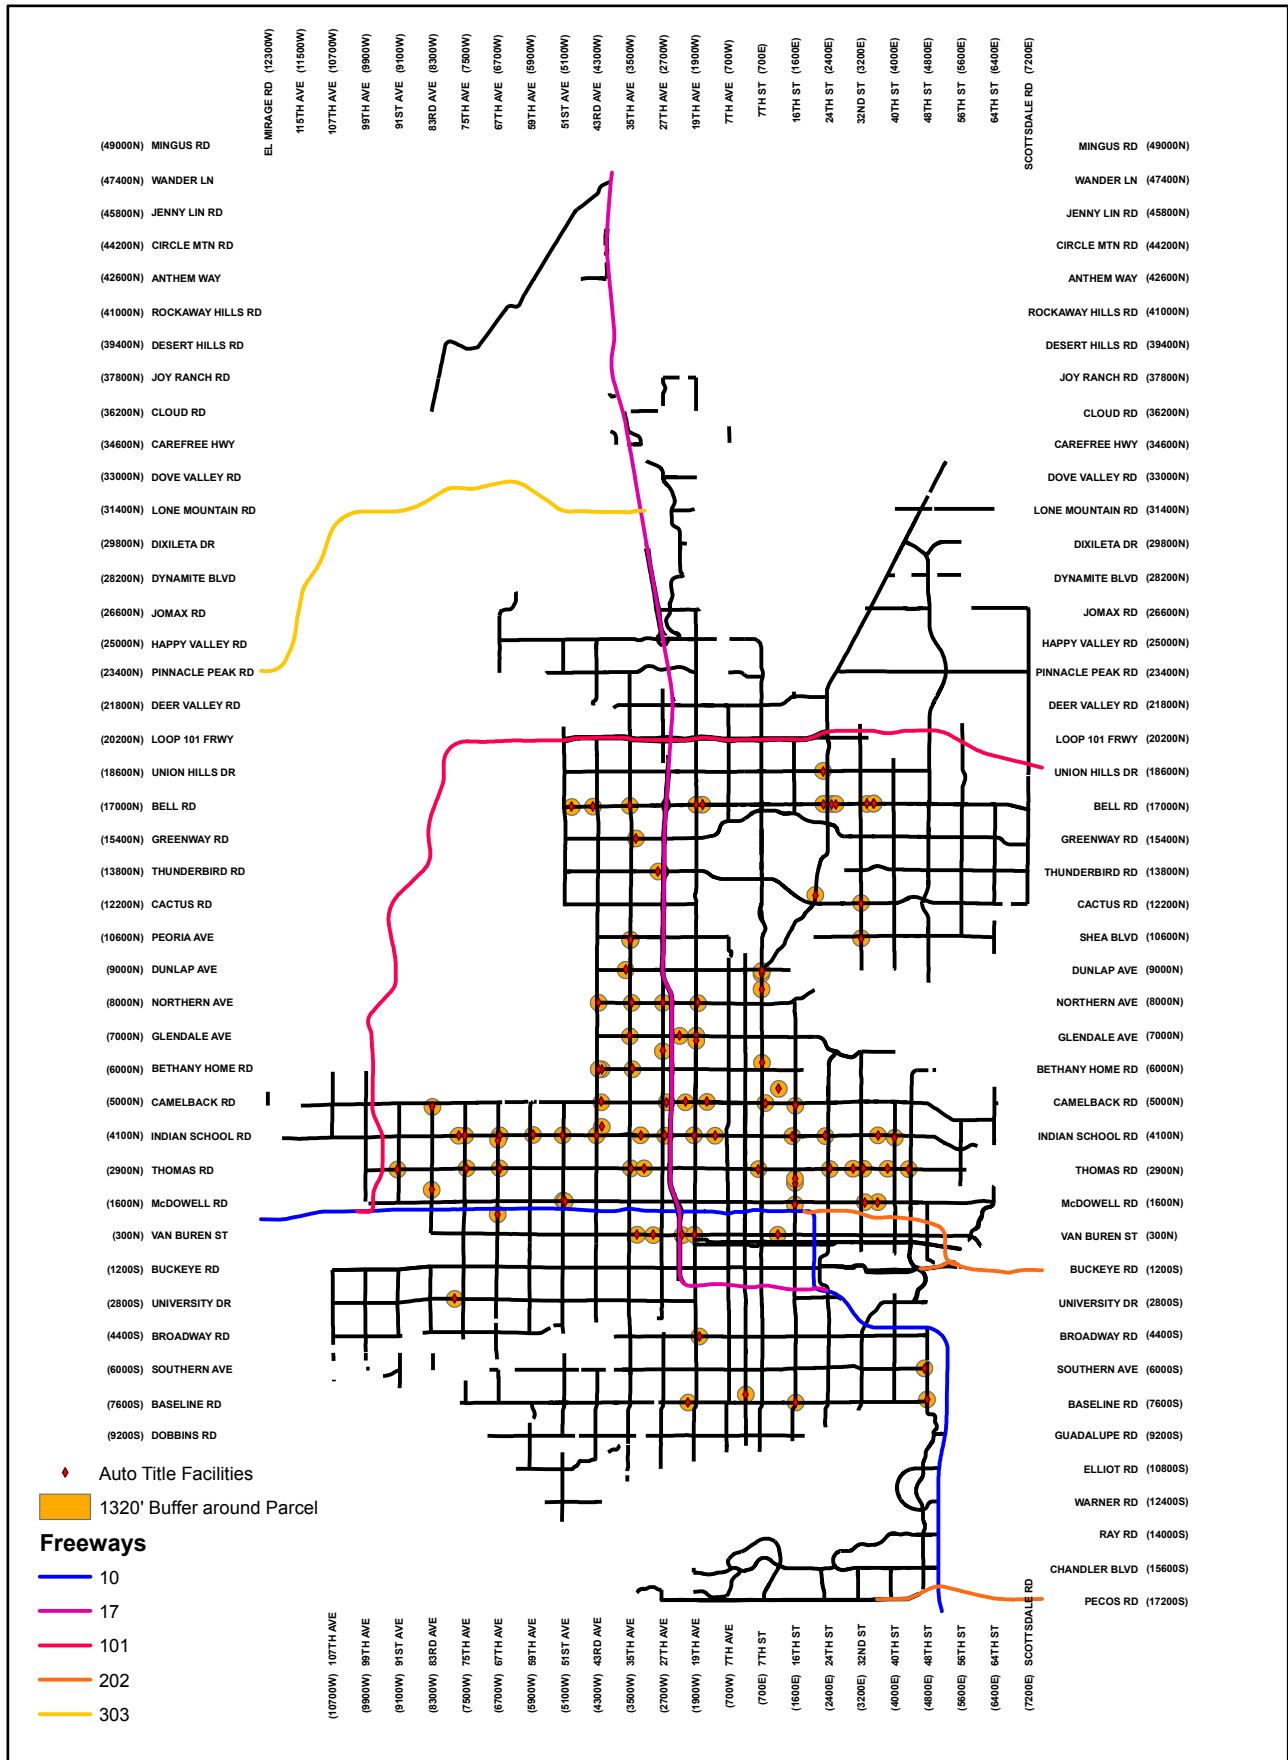 EL MIRAGE RD (12300W)
115TH AVE (11500W)
107TH AVE (10700W)
99TH AVE (9900W)
91ST AVE (9100W)
83RD AVE (8300W)
75TH AVE (7500W)
67TH AVE (6700W)
59TH AVE (5900W)
51ST AVE (5100W)
43RD AVE (4300W)
35TH AVE (3500W)
27TH AVE (2700W)
19TH AVE (1900W)
7TH AVE (700W)
7TH ST (700E)
16TH ST (1600E)
24TH ST (2400E)
32ND ST (3200E)
40TH ST (4000E)
48TH ST (4800E)
56TH ST (5600E)
64TH ST (6400E)
SCOTTSDALE RD (7200E)
(49000N) MINGUS RD
(47400N) WANDER LN
(45800N) JENNY LIN RD
(44200N) CIRCLE MTN RD
(42600N) ANTHEM WAY
(41000N) ROCKAWAY HILLS RD
(39400N) DESERT HILLS RD
(37800N) JOY RANCH RD
(36200N) CLOUD RD
(34600N) CAREFREE HWY
(33000N) DOVE VALLEY RD
(31400N) LONE MOUNTAIN RD
(29800N) DIXILETA DR
(28200N) DYNAMITE BLVD
(26600N) JOMAX RD
(25000N) HAPPY VALLEY RD
(23400N) PINNACLE PEAK RD
(21800N) DEER VALLEY RD
(20200N) LOOP 101 FRWY
(18600N) UNION HILLS DR
(17000N) BELL RD
(15400N) GREENWAY RD
(13800N) THUNDERBIRD RD
(12200N) CACTUS RD
(10600N) PEORIA AVE
(9000N) DUNLAP AVE
(8000N) NORTHERN AVE
(7000N) GLENDALE AVE
(6000N) BETHANY HOME RD
(5000N) CAMELBACK RD
(4100N) INDIAN SCHOOL RD
(2900N) THOMAS RD
(1600N) McDOWELL RD
(300N) VAN BUREN ST
(1200S) BUCKEYE RD
(2800S) UNIVERSITY DR
(4400S) BROADWAY RD
(6000S) SOUTHERN AVE
(7600S) BASELINE RD
(9200S) DOBBINS RD
MINGUS RD (49000N)
WANDER LN (47400N)
JENNY LIN RD (45800N)
CIRCLE MTN RD (44200N)
ANTHEM WAY (42600N)
ROCKAWAY HILLS RD (41000N)
DESERT HILLS RD (39400N)
JOY RANCH RD (37800N)
CLOUD RD (36200N)
CAREFREE HWY (34600N)
DOVE VALLEY RD (33000N)
LONE MOUNTAIN RD (31400N)
DIXILETA DR (29800N)
DYNAMITE BLVD (28200N)
JOMAX RD (26600N)
HAPPY VALLEY RD (25000N)
PINNACLE PEAK RD (23400N)
DEER VALLEY RD (21800N)
LOOP 101 FRWY (20200N)
UNION HILLS DR (18600N)
BELL RD (17000N)
GREENWAY RD (15400N)
THUNDERBIRD RD (13800N)
CACTUS RD (12200N)
SHEA BLVD (10600N)
DUNLAP AVE (9000N)
NORTHERN AVE (8000N)
GLENDALE AVE (7000N)
BETHANY HOME RD (6000N)
CAMELBACK RD (5000N)
INDIAN SCHOOL RD (4100N)
THOMAS RD (2900N)
McDOWELL RD (1600N)
VAN BUREN ST (300N)
BUCKEYE RD (1200S)
UNIVERSITY DR (2800S)
BROADWAY RD (4400S)
SOUTHERN AVE (6000S)
BASELINE RD (7600S)
GUADALUPE RD (9200S)
ELLIOT RD (10800S)
WARNER RD (12400S)
RAY RD (14000S)
CHANDLER BLVD (15600S)
PECOS RD (17200S)
Auto Title Facilities
1320' Buffer around Parcel
Freeways
10
17
101
202
303
(10700W) 107TH AVE
(9900W) 99TH AVE
(9100W) 91ST AVE
(8300W) 83RD AVE
(7500W) 75TH AVE
(6700W) 67TH AVE
(5900W) 59TH AVE
(5100W) 51ST AVE
(4300W) 43RD AVE
(3500W) 35TH AVE
(2700W) 27TH AVE
(1900W) 19TH AVE
(700W) 7TH AVE
(700E) 7TH ST
(1600E) 16TH ST
(2400E) 24TH ST
(3200E) 32ND ST
(4000E) 40TH ST
(4800E) 48TH ST
(5600E) 56TH ST
(6400E) 64TH ST
(7200E) SCOTTSDALE RD